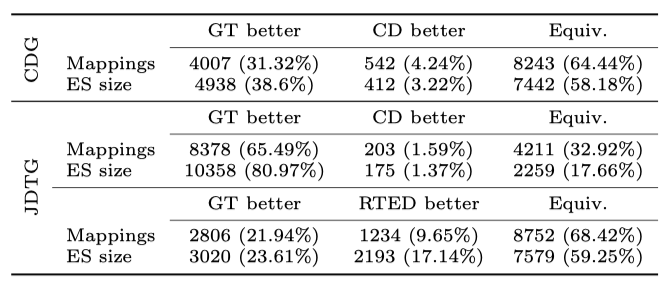 CDG
GT better CD better Equiv.
Mappings 4007 (31.32%) 542 (4.24%) 8243 (64.44%)
ES size 4938 (38.6%) 412 (3.22%) 7442 (58.18%)
JDTG
GT better CD better Equiv.
Mappings 8378 (65.49%) 203 (1.59%) 4211 (32.92%)
ES size 10358 (80.97%) 175 (1.37%) 2259 (17.66%)
GT better RTED better Equiv.
Mappings 2806 (21.94%) 1234 (9.65%) 8752 (68.42%)
ES size 3020 (23.61%) 2193 (17.14%) 7579 (59.25%)